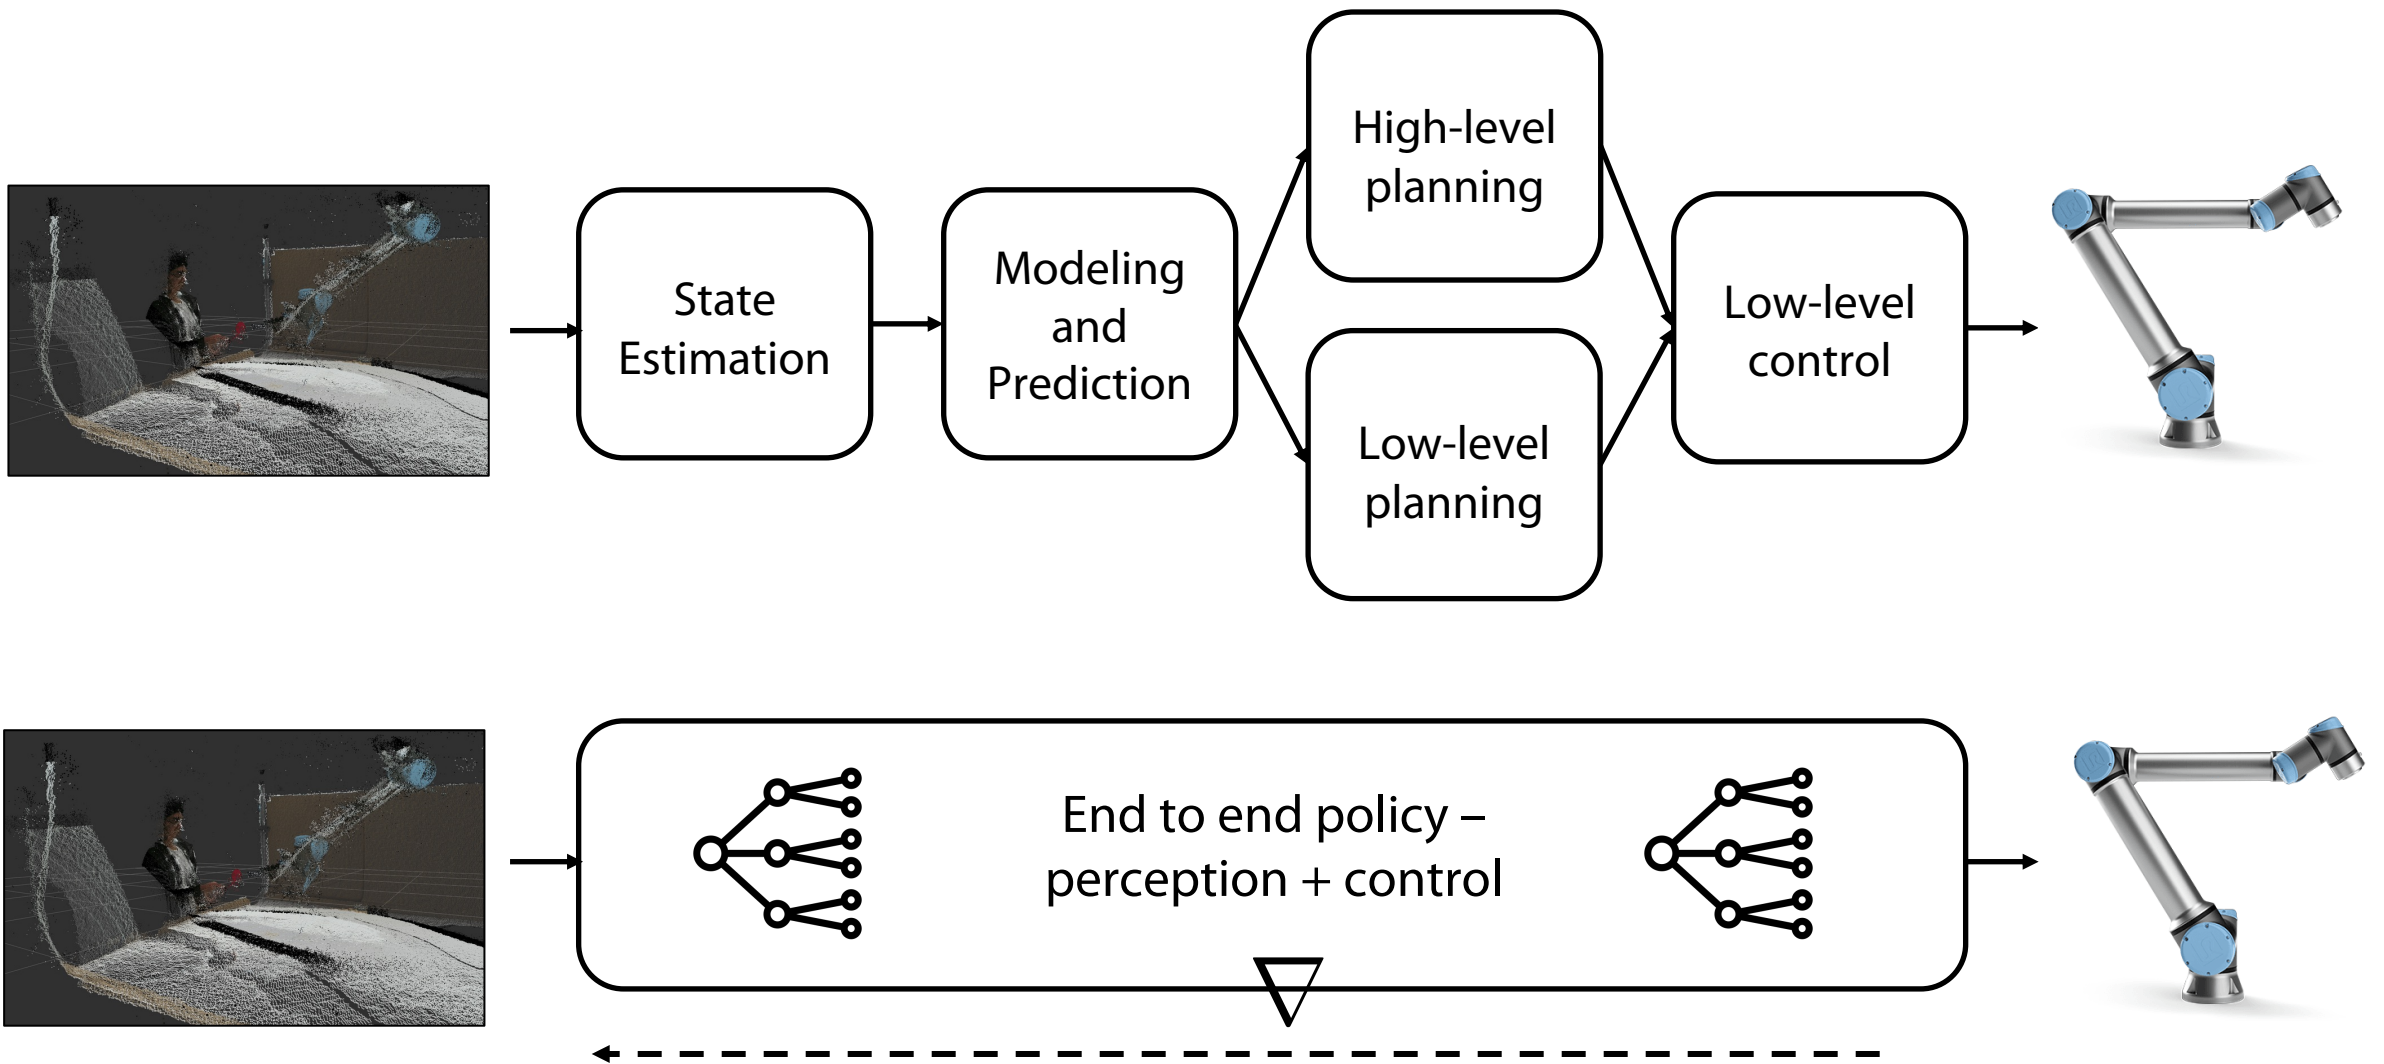 State
Estimation
Modeling
and
Prediction
High-level
planning
Low-level
planning
Low-level
control
End to end policy –
perception + control
∇